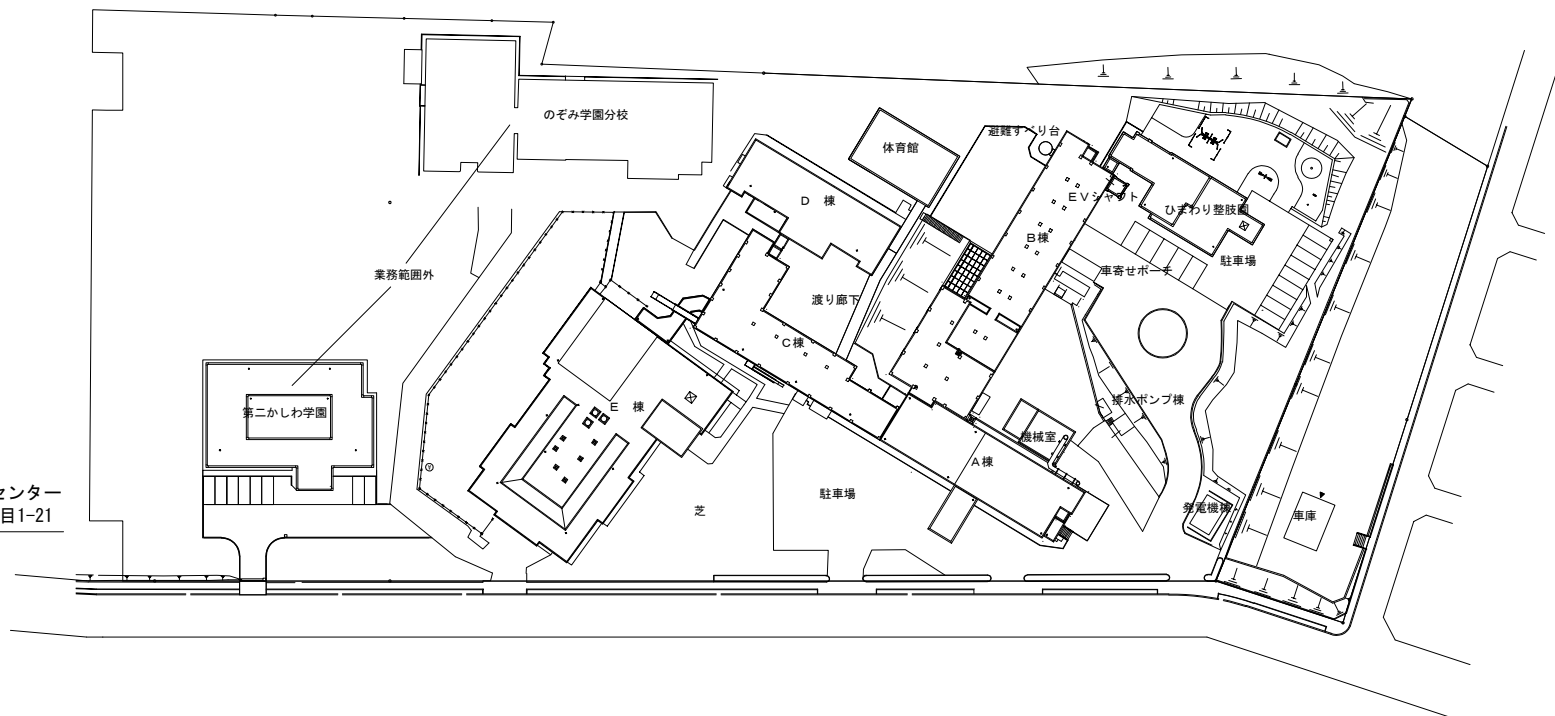 のぞみ学園分校
体育館
避難すべり台
D 棟
EVシャフト
ひまわり整肢園
B棟
業務範囲外
車寄せポーチ
駐車場
渡り廊下
C棟
第二かしわ学園
E 棟
排水ポンプ棟
機械室
A棟
センター
目1-21
駐車場
芝
発電機械
車庫